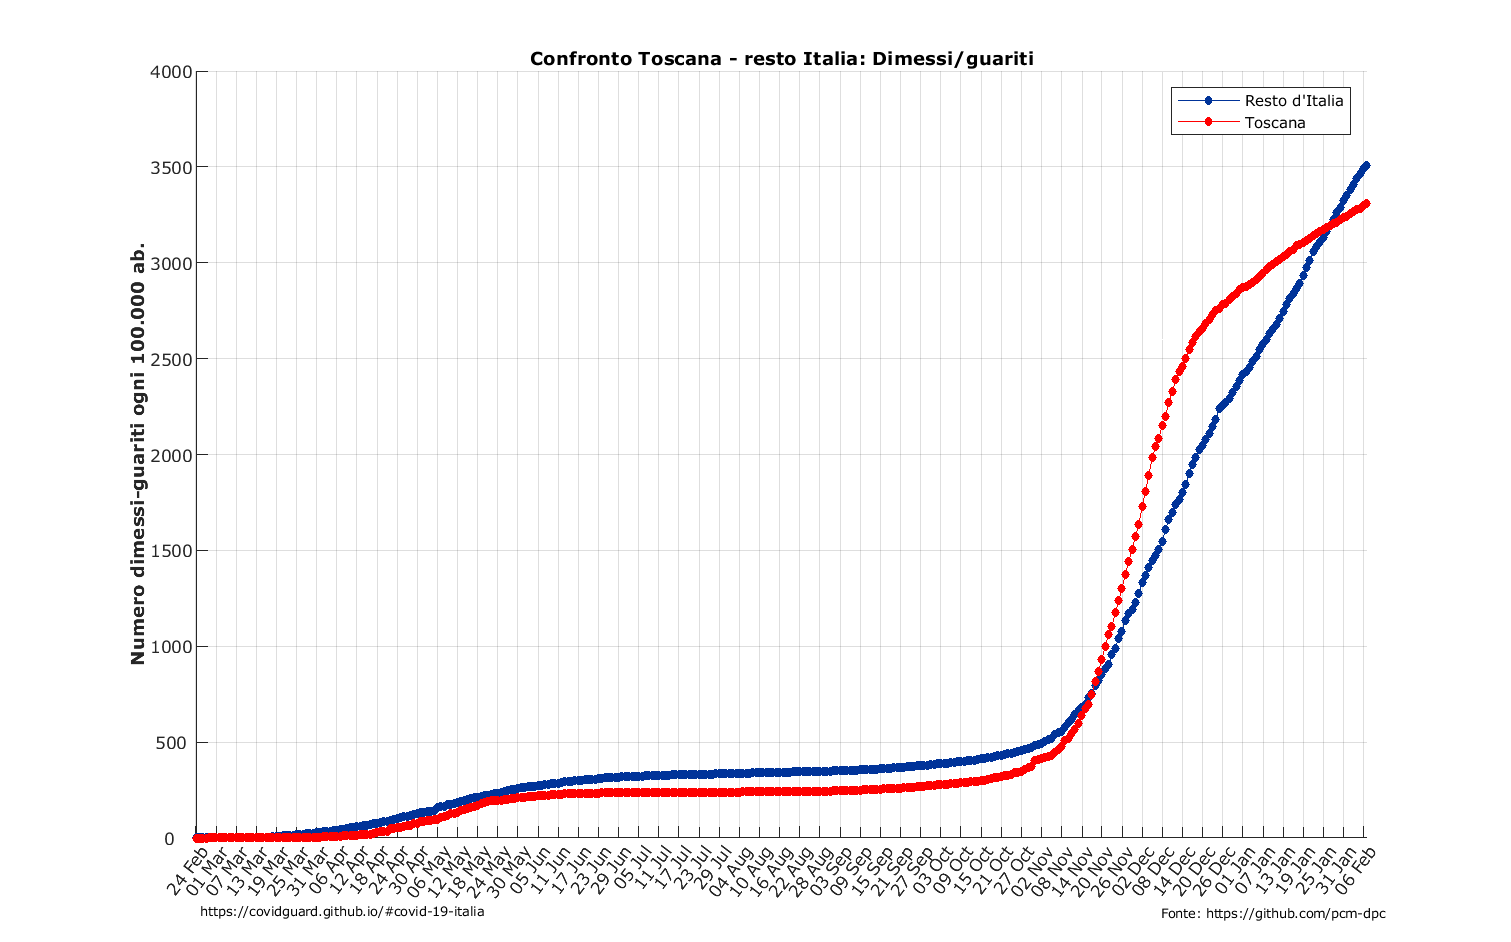 Confronto Toscana - resto Italia: Dimessi/guariti
Resto d'Italia
Toscana
Numero dimessi-guariti ogni 100.000 ab.
4000
3500
3000
2500
2000
1500
1000
500
0
24 Feb
01 Mar
07 Mar
13 Mar
19 Mar
25 Mar
31 Mar
06 Apr
12 Apr
18 Apr
24 Apr
30 Apr
06 May
12 May
18 May
24 May
30 May
05 Jun
11 Jun
17 Jun
23 Jun
29 Jun
05 Jul
11 Jul
17 Jul
23 Jul
29 Jul
04 Aug
10 Aug
16 Aug
22 Aug
28 Aug
03 Sep
09 Sep
15 Sep
21 Sep
27 Sep
03 Oct
09 Oct
15 Oct
21 Oct
27 Oct
02 Nov
08 Nov
14 Nov
20 Nov
26 Nov
02 Dec
08 Dec
14 Dec
20 Dec
26 Dec
01 Jan
07 Jan
13 Jan
19 Jan
25 Jan
31 Jan
06 Feb
https://covidguard.github.io/#covid-19-italia
Fonte: https://github.com/pcm-dpc